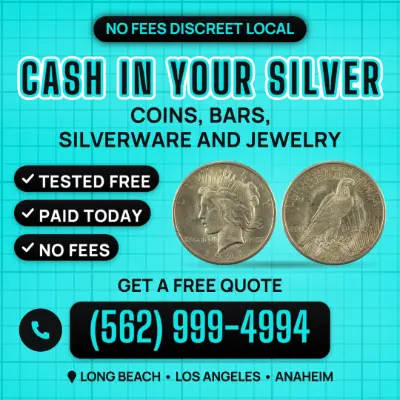 NO FEES DISCREET LOCAL
CASH IN YOUR SILVER
COINS, BARS,
SILVERWARE AND JEWELRY
TESTED FREE
PAID TODAY
NO FEES
GET A FREE QUOTE
(562) 999-4994
LONG BEACH • LOS ANGELES • ANAHEIM